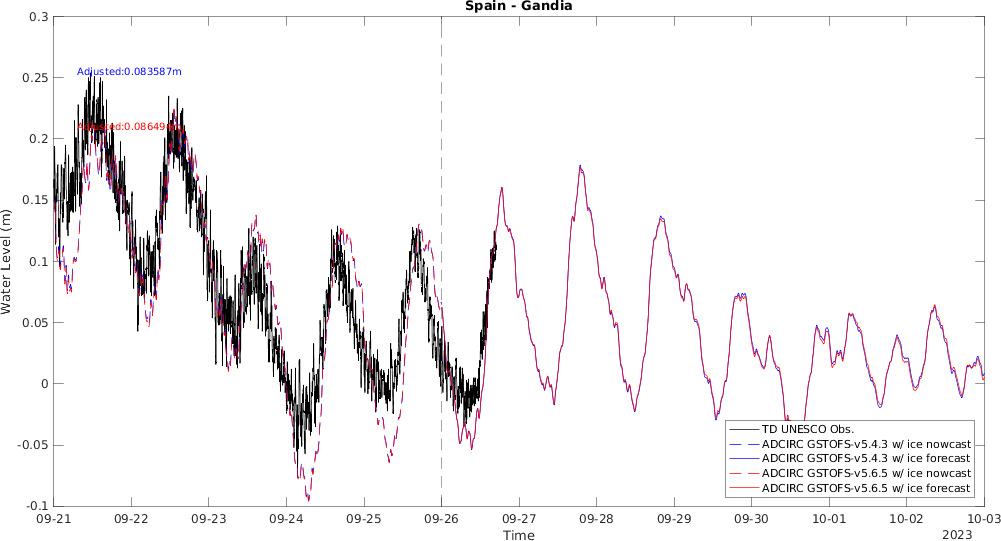 Spain - Gandia
0.3
0.25
0.2
0.15
0.1
0.05
0
-0.05
-0.1
Water Level (m)
Adjusted:0.083587m
Adjusted:0.08649
TD UNESCO Obs.
ADCIRC GSTOFS-v5.4.3 w/ ice nowcast
ADCIRC GSTOFS-v5.4.3 w/ ice forecast
ADCIRC GSTOFS-v5.6.5 w/ ice nowcast
ADCIRC GSTOFS-v5.6.5 w/ ice forecast
09-21 09-22 09-23 09-24 09-25 09-26 09-27 09-28 09-29 09-30 10-01 10-02 10-03
Time
2023